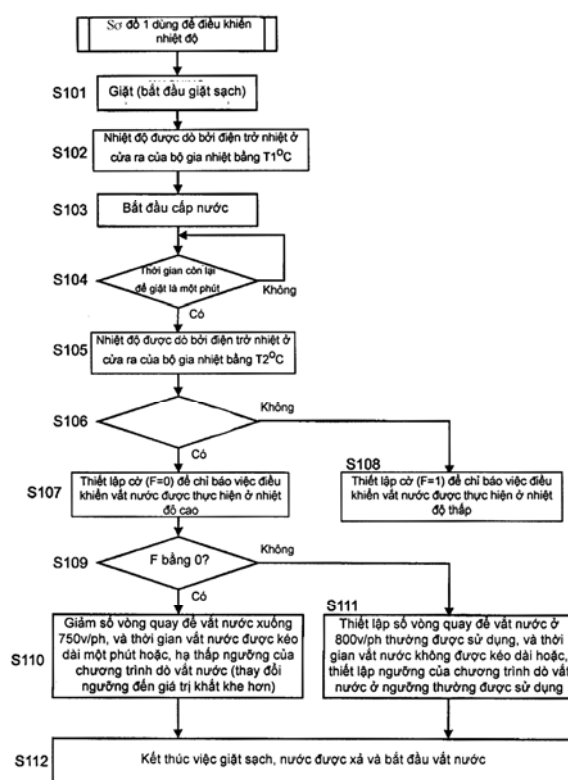 Sơ đồ 1 dùng để điều khiển
nhiệt độ
S101
Giặt (bắt đầu giặt sạch)
S102
Nhiệt độ được dò bởi điện trở nhiệt ở
cửa ra của bộ gia nhiệt bằng T1°C
S103
Bắt đầu cấp nước
S104
Thời gian còn lại
để giặt là một phút
Không
Có
S105
Nhiệt độ được dò bởi điện trở nhiệt ở
cửa ra của bộ gia nhiệt bằng T2°C
S106
Không
Có
S107
Thiết lập cờ (F=0) để chỉ báo việc điều
khiển vắt nước được thực hiện ở nhiệt
độ cao
S108
Thiết lập cờ (F=1) để chỉ báo việc điều
khiển vắt nước được thực hiện ở nhiệt
độ thấp
S109
F bằng 0?
Không
Có
S110
Giảm số vòng quay để vắt nước xuống
750v/ph, và thời gian vắt nước được kéo
dài một phút hoặc, hạ thấp ngưỡng của
chương trình dò vắt nước (thay đổi
ngưỡng đến giá trị khắt khe hơn)
S111
Thiết lập số vòng quay để vắt nước ở
800v/ph thường được sử dụng, và thời
gian vắt nước không được kéo dài hoặc,
thiết lập ngưỡng của chương trình dò vắt
nước ở ngưỡng thường được sử dụng
S112
Kết thúc việc giặt sạch, nước được xả và bắt đầu vắt nước